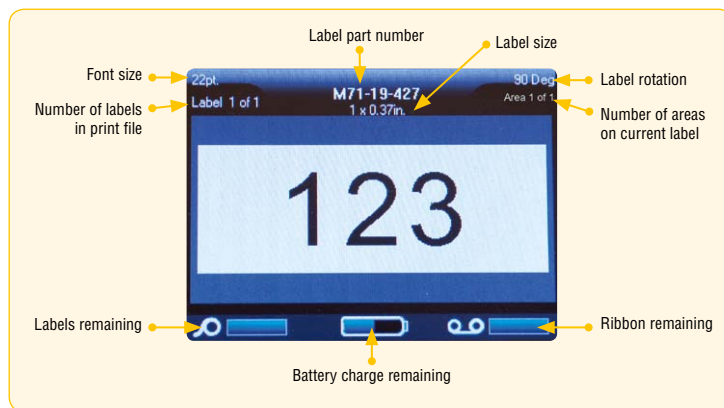 Label part number
Label size
Font size
22pt.
90 Deg
Label rotation
M71-19-427
Number of labels
in print file
Label 1 of 1
Area 1 of 1
1 x 0.37in.
Number of areas
on current label
123
Labels remaining
Ribbon remaining
Battery charge remaining